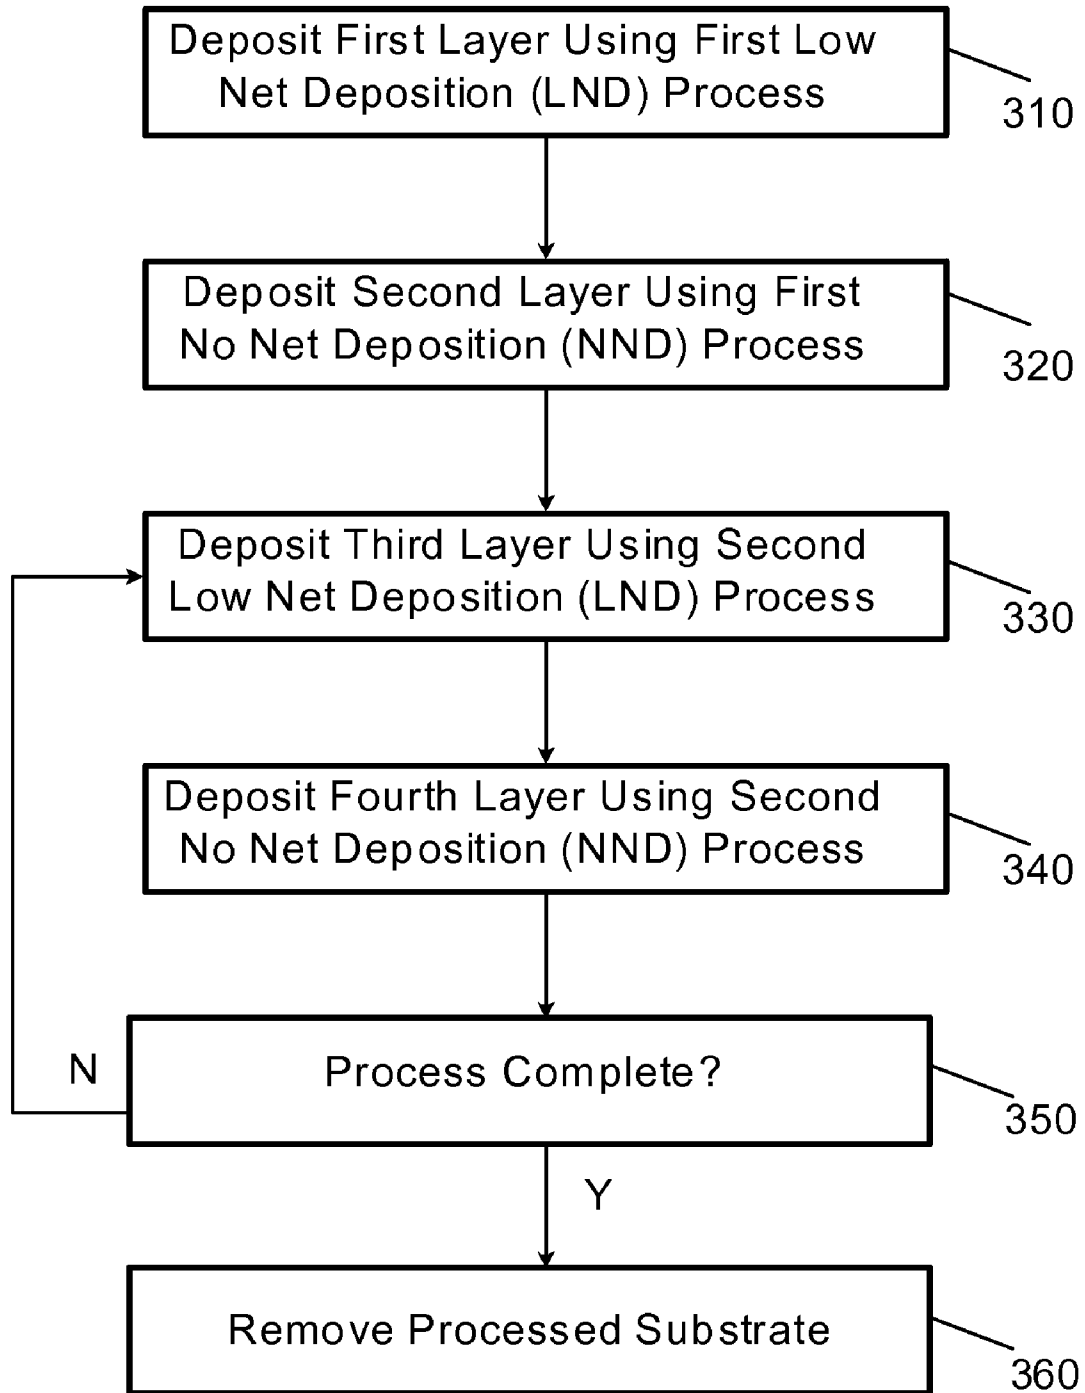 Deposit First Layer Using First Low
Net Deposition (LND) Process
310
Deposit Second Layer Using First
No Net Deposition (NND) Process
320
Deposit Third Layer Using Second
Low Net Deposition (LND) Process
330
Deposit Fourth Layer Using Second
No Net Deposition (NND) Process
340
N
Process Complete?
350
Y
Remove Processed Substrate
360